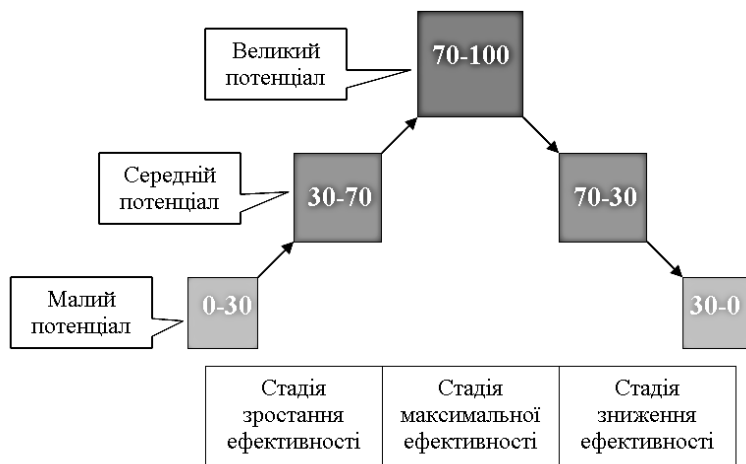 Великий
потенціал
70-100
Середній
потенціал
30-70
70-30
Малий
потенціал
0-30
30-0
Стадія
зростання
ефективності
Стадія
максимальної
ефективності
Стадія
зниження
ефективності